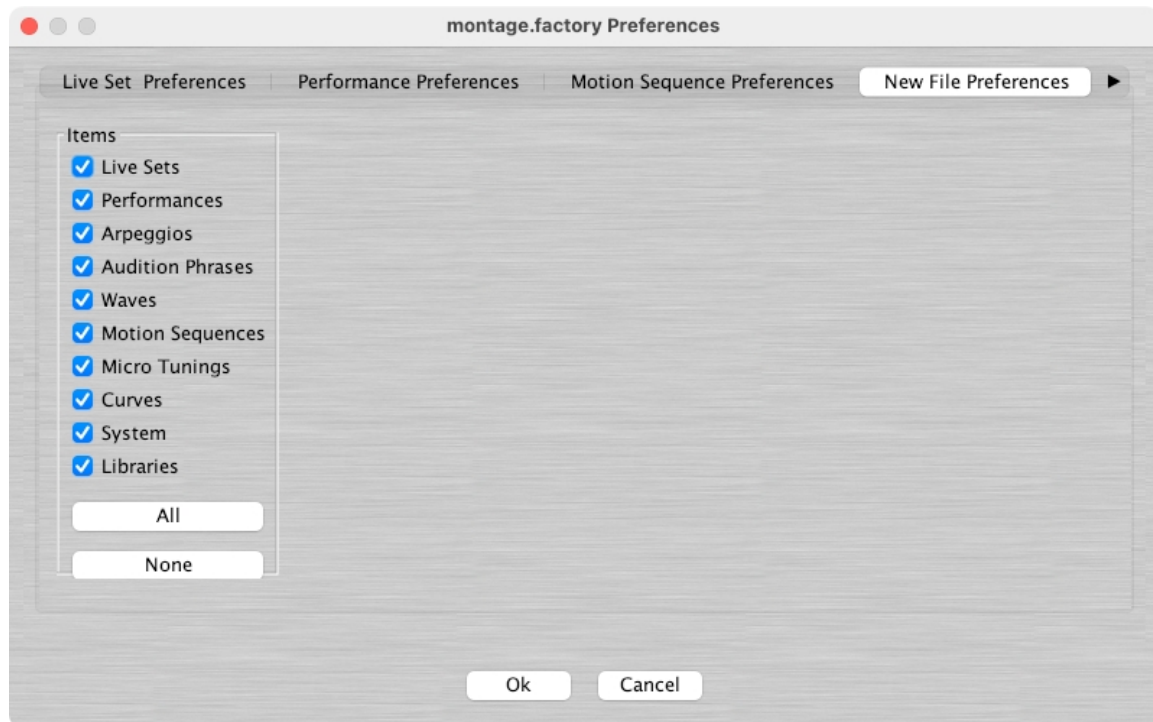 montage.factory Preferences
Live Set  Preferences
Performance Preferences
Motion Sequence Preferences
New File Preferences
Items
Live Sets
Performances
Arpeggios
Audition Phrases
Waves
Motion Sequences
Micro Tunings
Curves
System
Libraries
All
None
Ok
Cancel